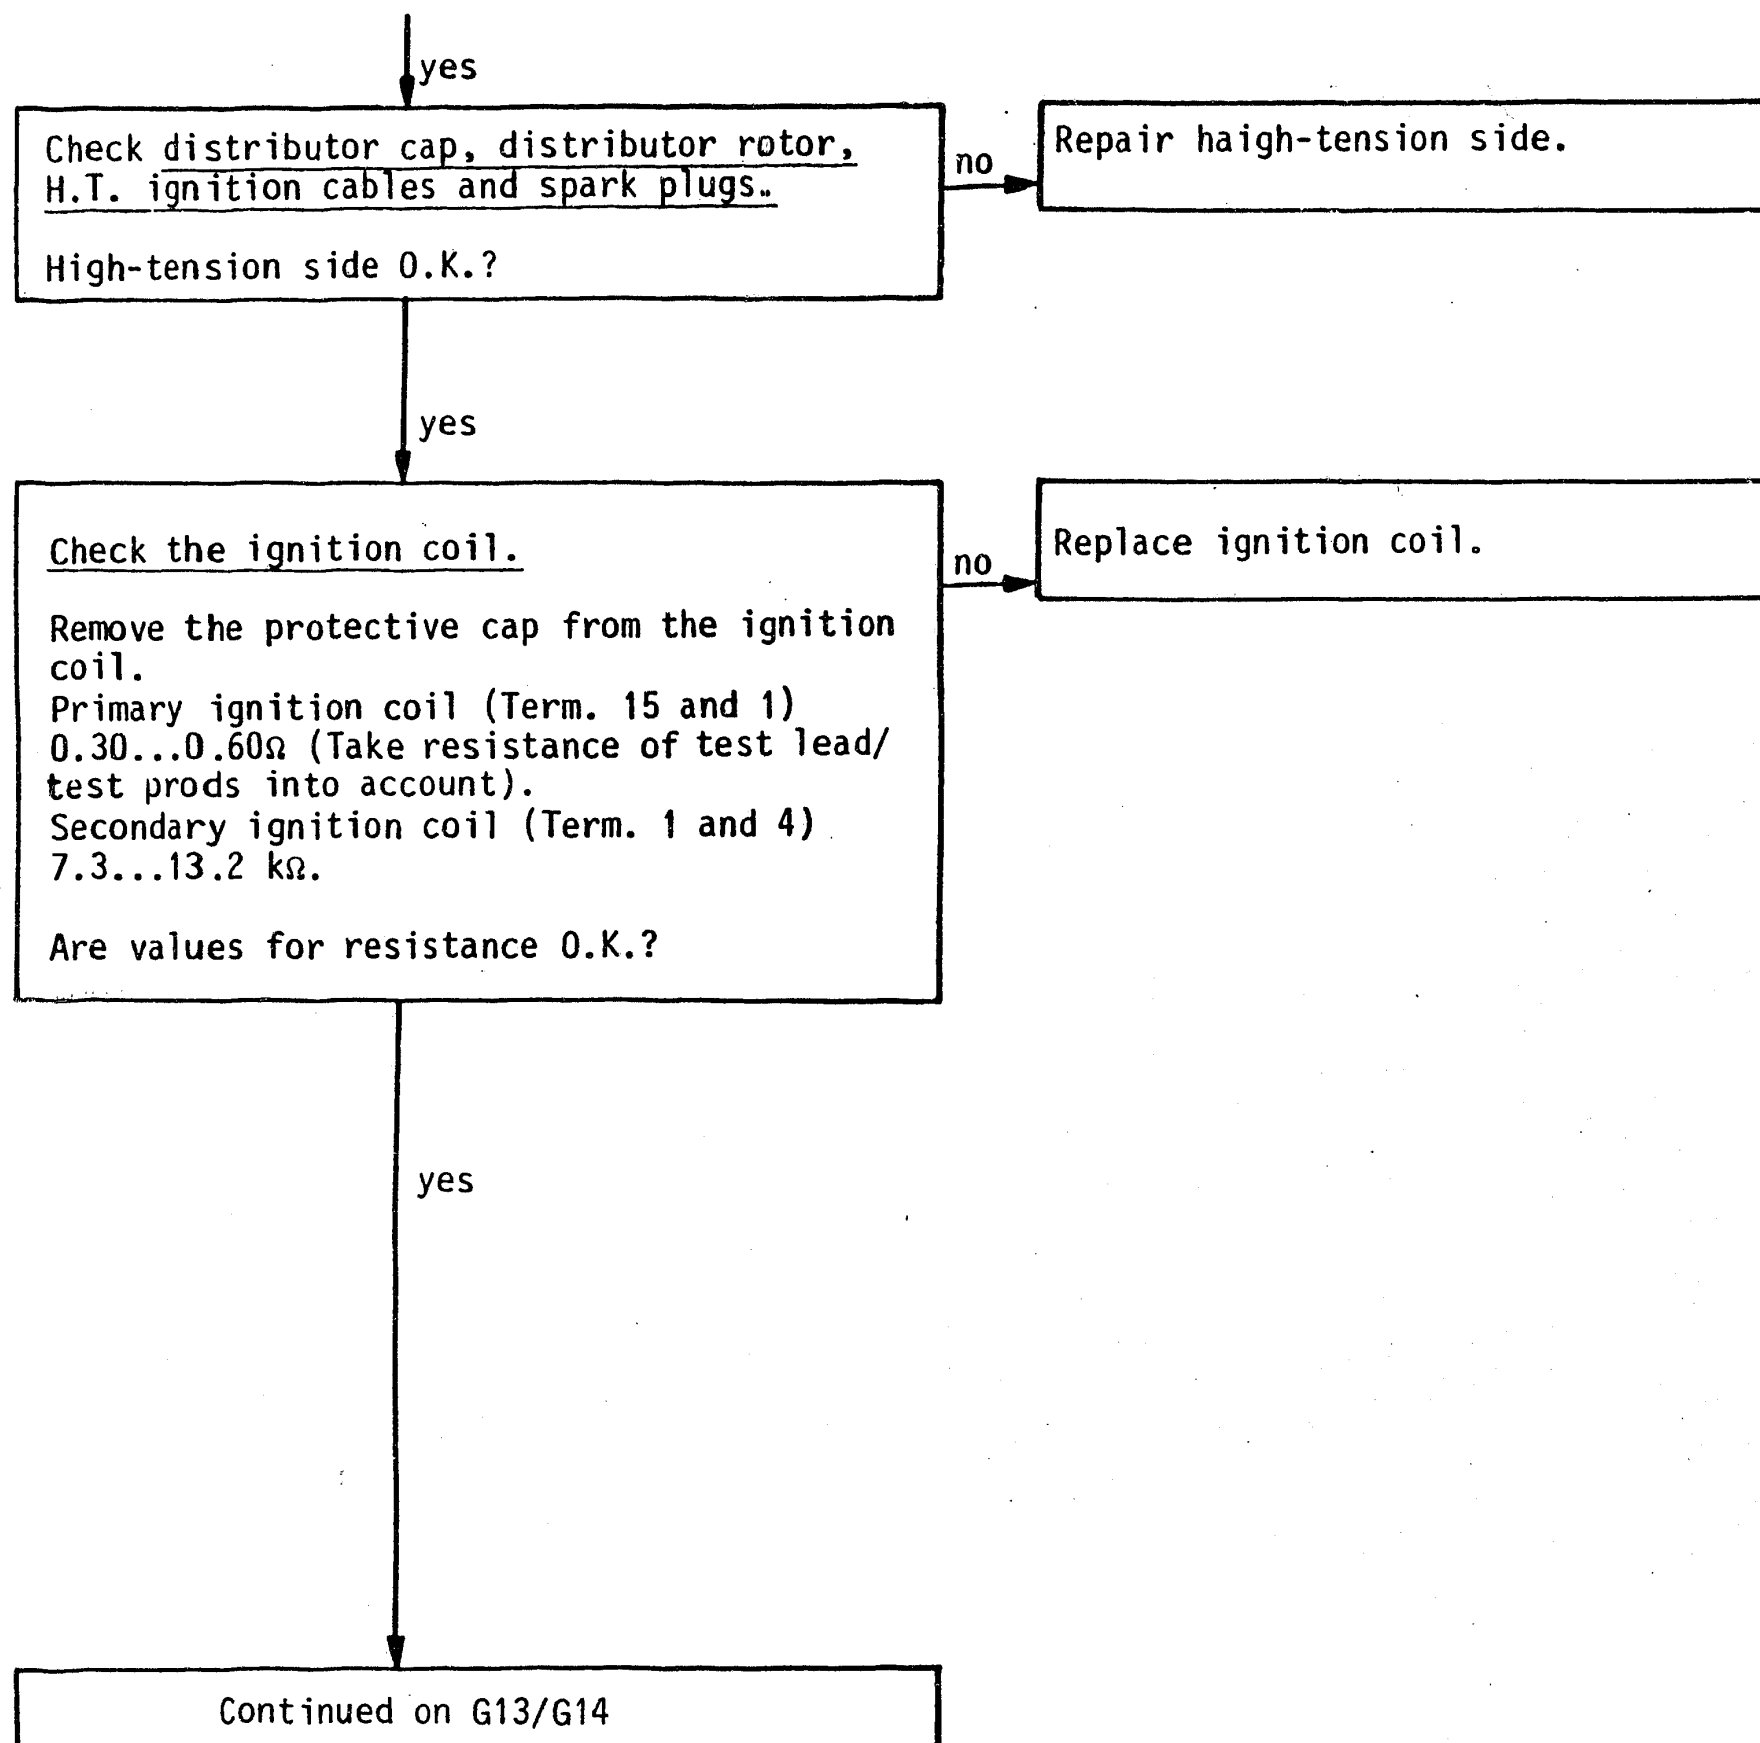 yes
Check distributor cap, distributor rotor,
H.T. ignition cables and spark plugs.
High-tension side O.K.?
no
Repair haigh-tension side.
yes
Check the ignition coil.
Remove the protective cap from the ignition
coil.
Primary ignition coil (Term. 15 and 1)
0.30...0.60Ω (Take resistance of test lead/
test prods into account).
Secondary ignition coil (Term. 1 and 4)
7.3...13.2 kΩ.
Are values for resistance O.K.?
no
Replace ignition coil.
yes
Continued on G13/G14